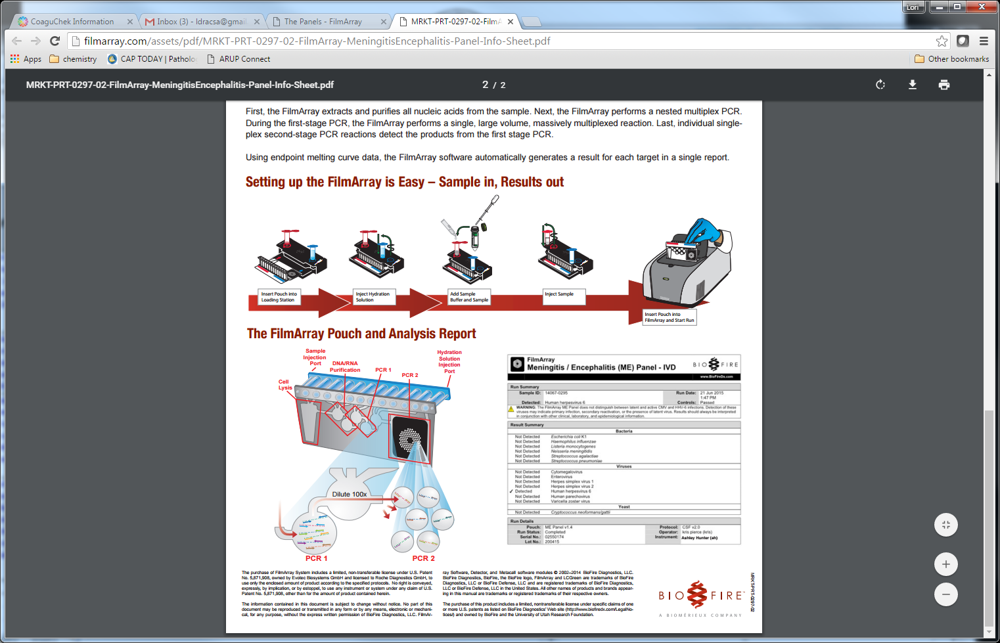 Lori
CoaguChek Information
Inbox (3) - ldracsa@gmail
The Panels - FilmArray
MRKT-PRT-0297-02-FilmA
filmarray.com/assets/pdf/MRKT-PRT-0297-02-FilmArray-MeningitisEncephalitis-Panel-Info-Sheet.pdf
Apps
chemistry
CAP TODAY | Patholo
ARUP Connect
Other bookmarks
MRKT-PRT-0297-02-FilmArray-MeningitisEncephalitis-Panel-Info-Sheet.pdf
2 / 2
First, the FilmArray extracts and purifies all nucleic acids from the sample. Next, the FilmArray performs a nested multiplex PCR.
During the first-stage PCR, the FilmArray performs a single, large volume, massively multiplexed reaction. Last, individual single-
plex second-stage PCR reactions detect the products from the first stage PCR.
Using endpoint melting curve data, the FilmArray software automatically generates a result for each target in a single report.
Setting up the FilmArray is Easy – Sample in, Results out
Insert Pouch into
Loading Station
Inject Hydration
Solution
Add Sample
Buffer and Sample
Inject Sample
Insert Pouch into
FilmArray and Start Run
The FilmArray Pouch and Analysis Report
Sample
Injection
Port
DNA/RNA
Purification
PCR 1
PCR 2
Hydration
Solution
Injection
Port
Cell
Lysis
Dilute 100x
PCR 1
PCR 2
FilmArray
Meningitis / Encephalitis (ME) Panel - IVD
BIO FIRE
www.BioFireDx.com
Run Summary
Sample ID: 14067-0295
Run Date: 21 Jun 2015
1:47 PM
Detected: Human herpesvirus 6
Controls: Passed
WARNING: The FilmArray ME Panel does not distinguish between latent and active CMV and HHV-6 infections. Detection of these
viruses may indicate primary infection, secondary reactivation, or the presence of latent virus. Results should always be interpreted
in conjunction with other clinical, laboratory, and epidemiological information.
Result Summary
Bacteria
Not Detected Escherichia coli K1
Not Detected Haemophilus influenzae
Not Detected Listeria monocytogenes
Not Detected Neisseria meningitidis
Not Detected Streptococcus agalactiae
Not Detected Streptococcus pneumoniae
Viruses
Not Detected Cytomegalovirus
Not Detected Enterovirus
Not Detected Herpes simplex virus 1
Not Detected Herpes simplex virus 2
✓ Detected Human herpesvirus 6
Not Detected Human parechovirus
Not Detected Varicella zoster virus
Yeast
Not Detected Cryptococcus neoformans/gattii
Run Details
Pouch: ME Panel v1.4
Protocol: CSF v2.0
Run Status: Completed
Operator: kris pierce (kris)
Serial No.: 02550174
Instrument: Ashley Hunter (ah)
Lot No.: 200415
The purchase of FilmArray System includes a limited, non-transferable license under U.S. Patent
No. 5,871,908, owned by Evotec Biosystems GmbH and licensed to Roche Diagnostics GmbH, to
use only the enclosed amount of product according to the specified protocols. No right is conveyed,
expressly, by implication, or by estoppel, to use any instrument or system under any claim of U.S.
Patent No. 5,871,908, other than for the amount of product contained herein.
The information contained in this document is subject to change without notice. No part of this
document may be reproduced or transmitted in any form or by any means, electronic or mechani-
cal, for any purpose, without the express written permission of BioFire Diagnostics, LLC. FilmAr-
ray Software, Detector, and Metacall software modules © 2002–2014 BioFire Diagnostics, LLC.
BioFire Diagnostics, BioFire, the BioFire logo, FilmArray and LCGreen are trademarks of BioFire
Diagnostics, LLC or BioFire Defense, LLC and are registered trademarks of BioFire Diagnostics,
LLC or BioFire Defense, LLC in the United States. All other names of products and brands appear-
ing in this manual are trademarks or registered trademarks of their respective owners.
The purchase of this product includes a limited, nontransferable license under specific claims of one
or more U.S. patents as listed on BioFire Diagnostics' Web site (http://www.biofiredx.com/LegalNo-
tices/) and owned by BioFire and the University of Utah Research Foundation.
BIO FIRE
A BIOMÉRIEUX COMPANY
MRKT-PRT-0297-02